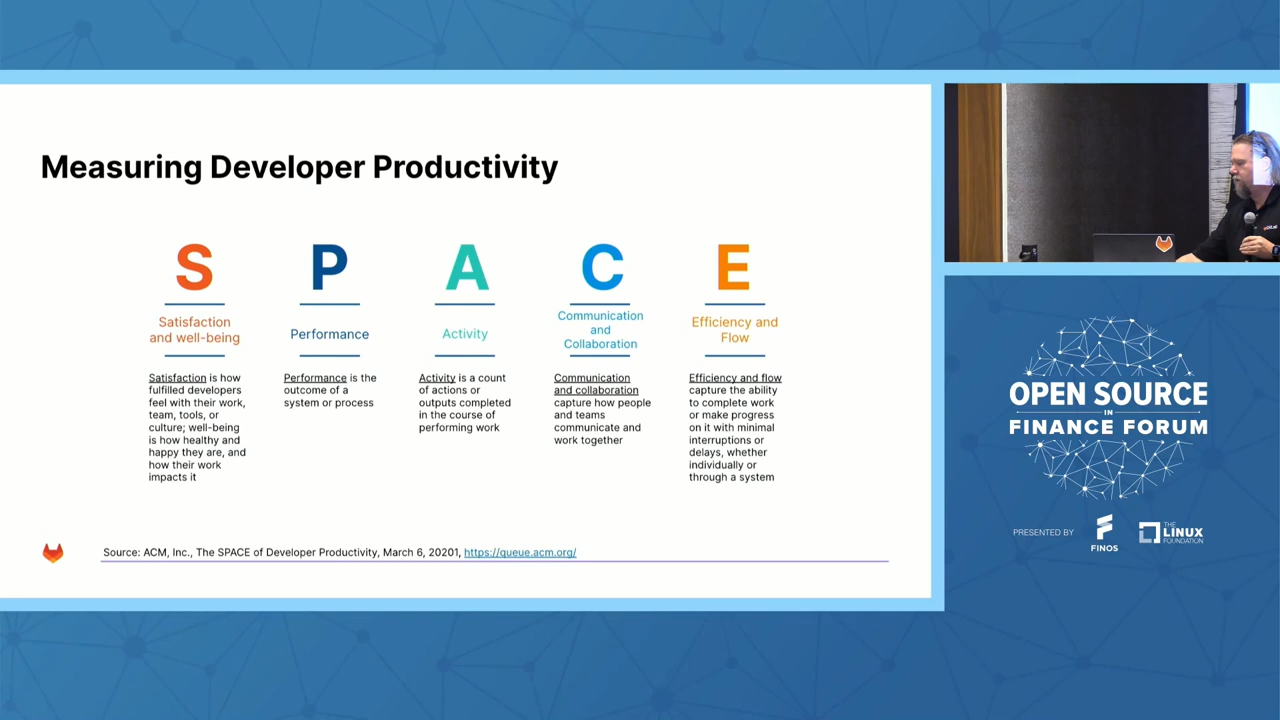 Measuring Developer Productivity
S P A C E
Satisfaction
and well-being
Performance
Activity
Communication
and
Collaboration
Efficiency and
Flow
Satisfaction is how
fulfilled developers
feel with their work,
team, tools, or
culture; well-being
is how healthy and
happy they are, and
how their work
impacts it
Performance is the
outcome of a
system or process
Activity is a count
of actions or
outputs completed
in the course of
performing work
Communication
and collaboration
capture how people
and teams
communicate and
work together
Efficiency and flow
capture the ability
to complete work
or make progress
on it with minimal
interruptions or
delays, whether
individually or
through a system
Source: ACM, Inc., The SPACE of Developer Productivity, March 6, 20201, https://queue.acm.org/
OPEN SOURCE
IN
FINANCE FORUM
PRESENTED BY
FINOS
THE
LINUX
FOUNDATION